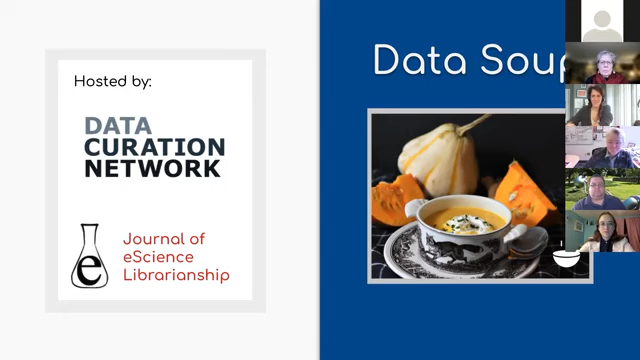 Hosted by:
DATA
CURATION
NETWORK
e
Journal of
eScience
Librarianship
Data Soup